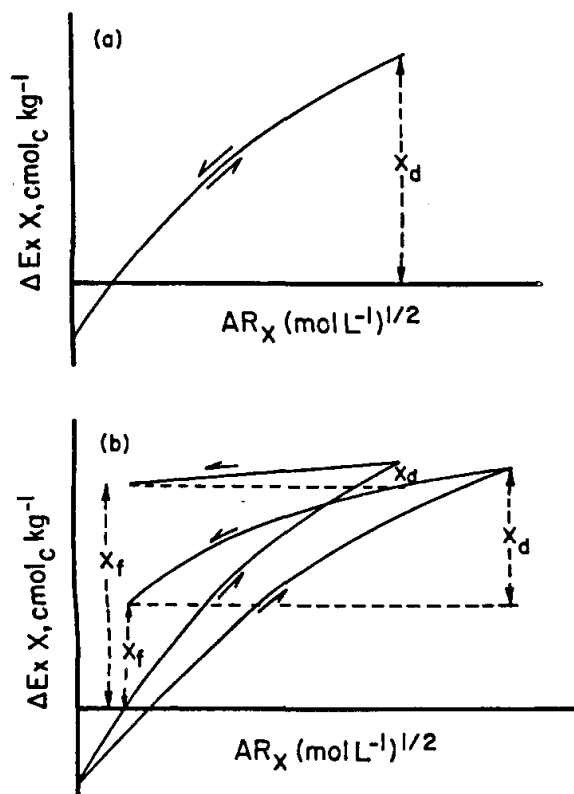 (a)
Δ Ex X, cmol_c kg⁻¹
X_d
AR_X (mol L⁻¹)^1/2
(b)
ΔEx X, cmol_c kg⁻¹
X_d
X_d
X_f
X_f
AR_X (mol L⁻¹)^1/2